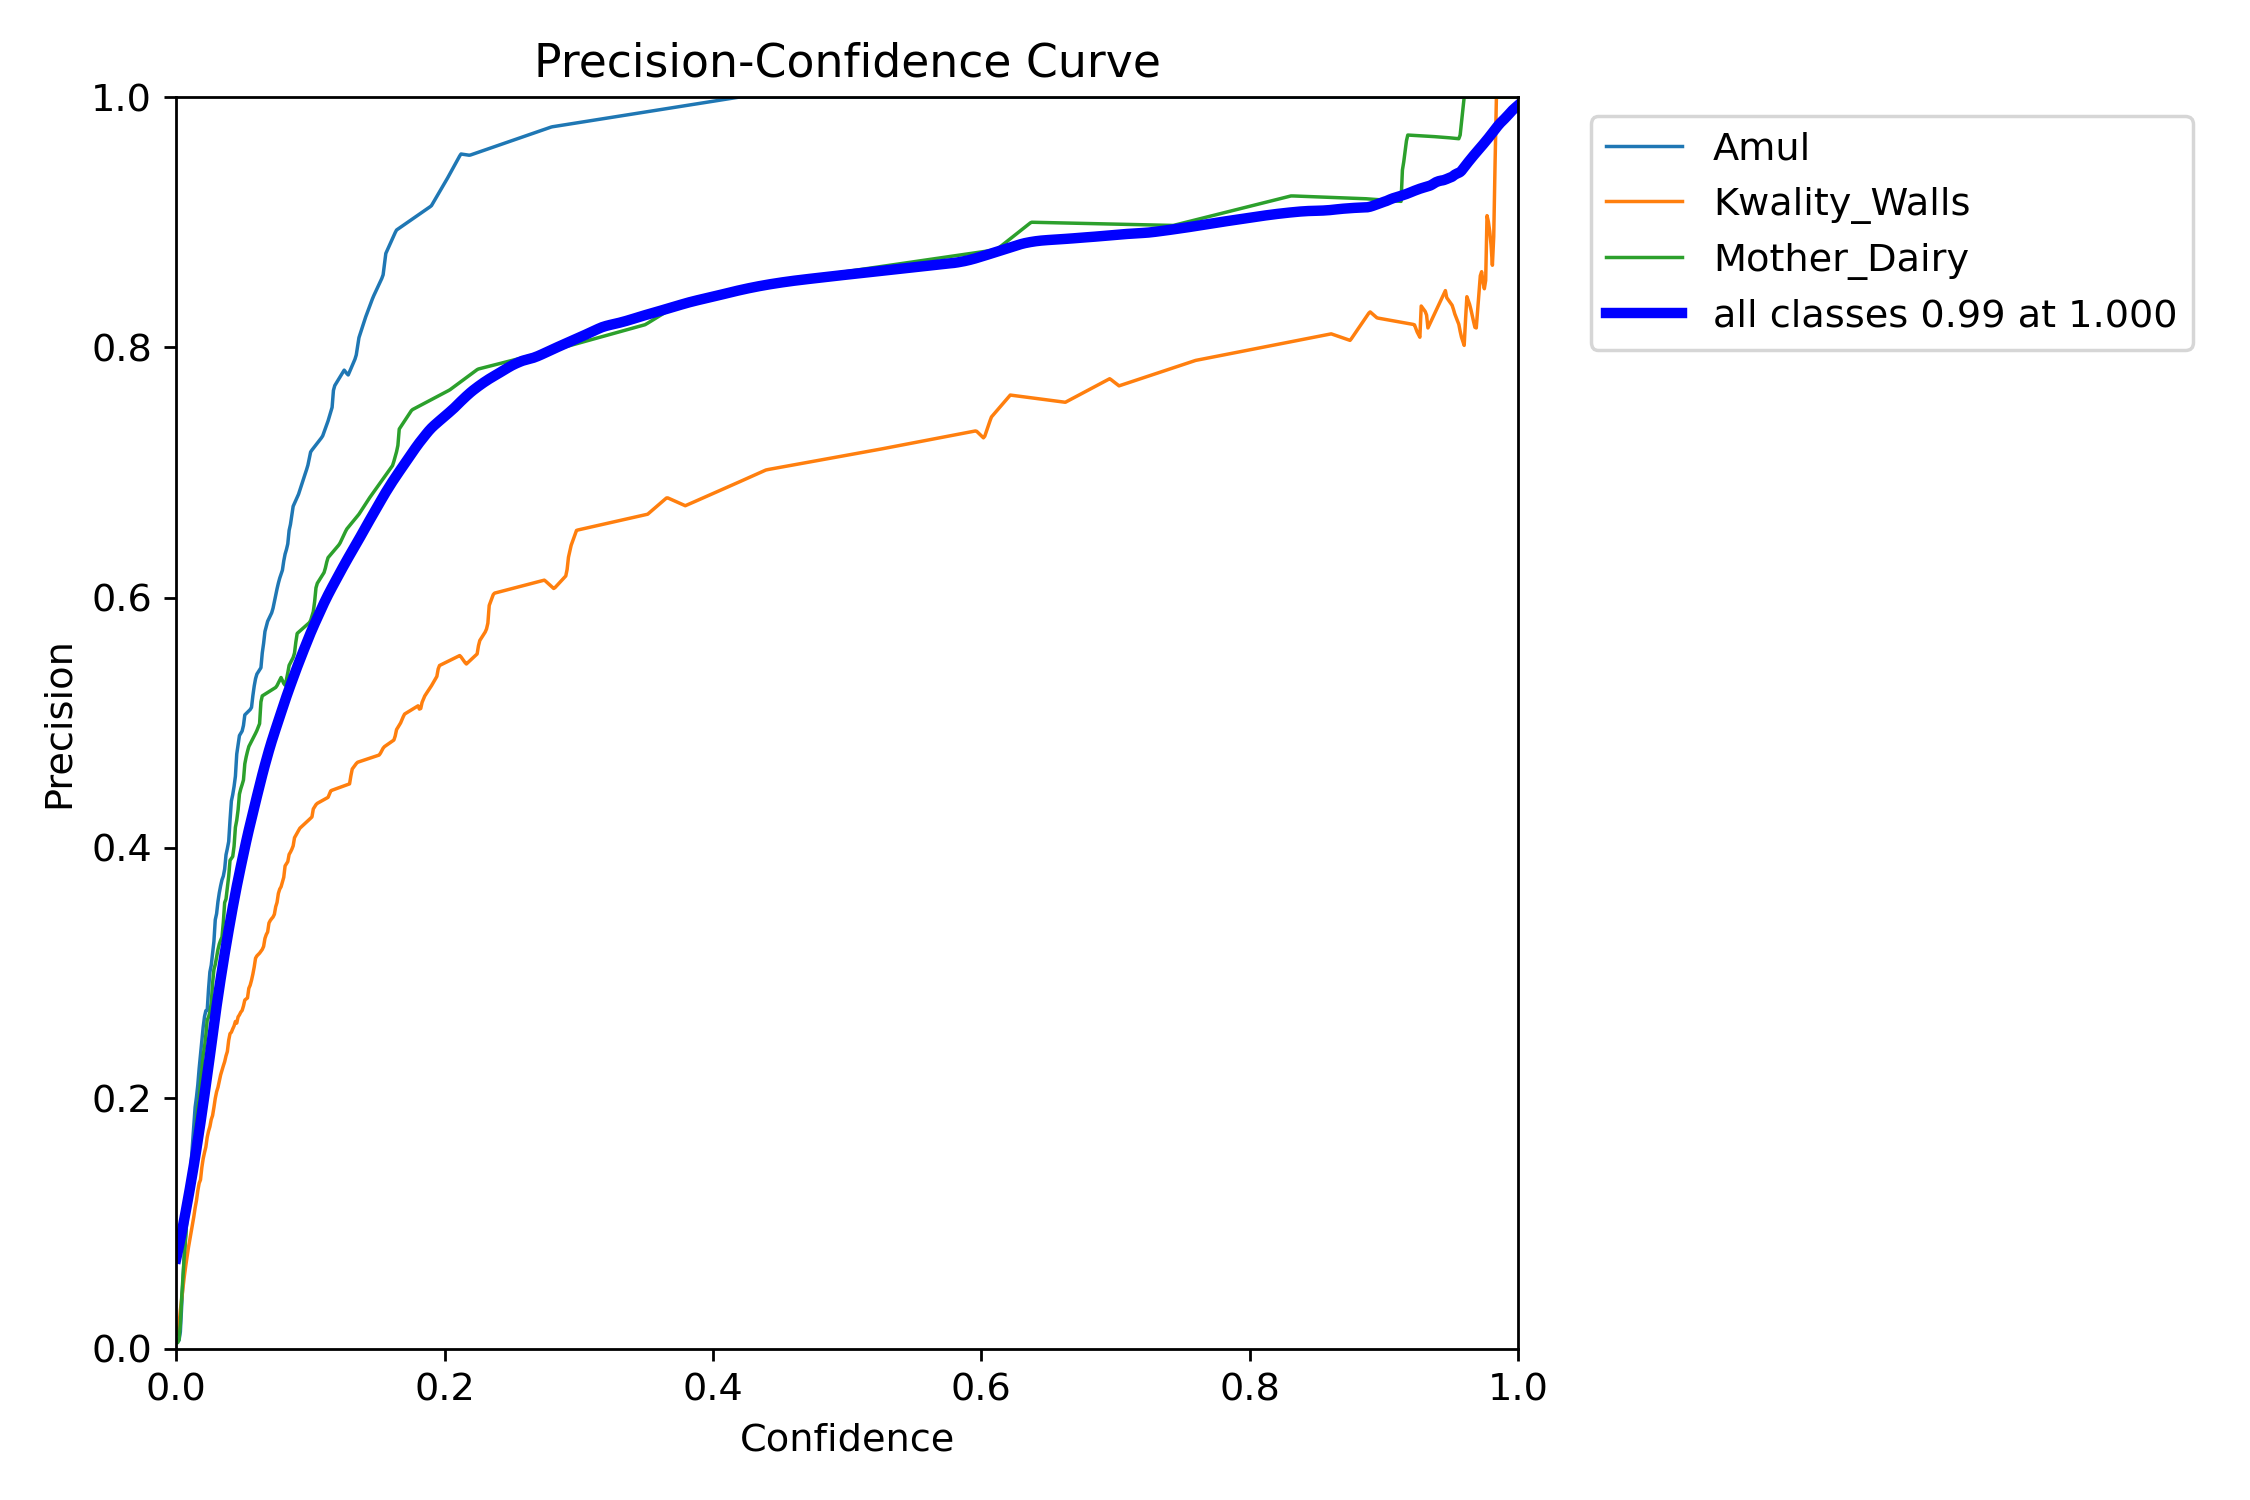 Precision-Confidence Curve
1.0
0.8
0.6
0.4
0.2
0.0
Precision
0.0 0.2 0.4 0.6 0.8 1.0
Confidence
Amul
Kwality_Walls
Mother_Dairy
all classes 0.99 at 1.000